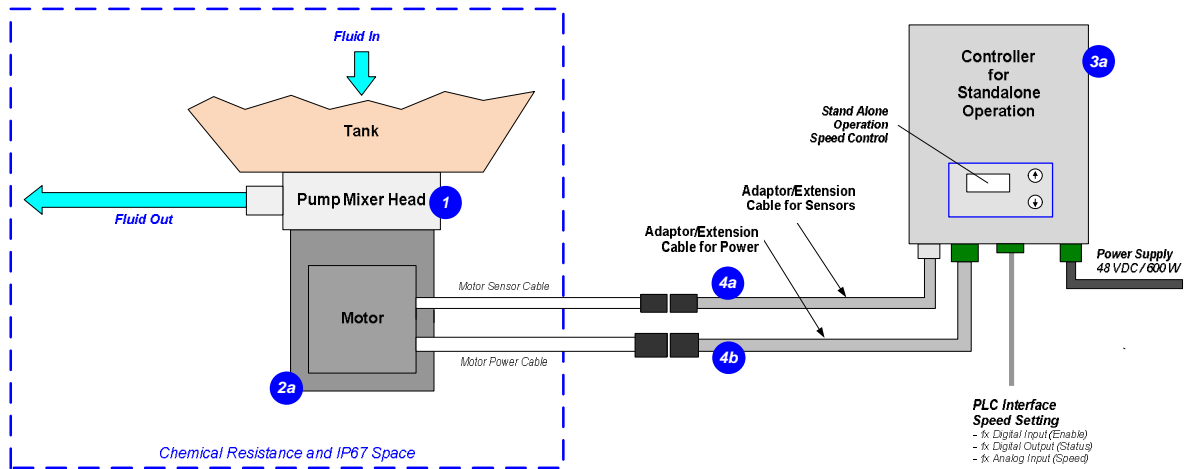 Fluid In
Tank
Pump Mixer Head
1
Fluid Out
Motor
2a
Motor Sensor Cable
Motor Power Cable
Chemical Resistance and IP67 Space
Adaptor/Extension
Cable for Sensors
Adaptor/Extension
Cable for Power
4a
4b
Controller
for
Standalone
Operation
3a
Stand Alone
Operation
Speed Control
Power Supply
48 VDC / 600 W
PLC Interface
Speed Setting
- 1x Digital Input (Enable)
- 1x Digital Output (Status)
- 1x Analog Input (Speed)